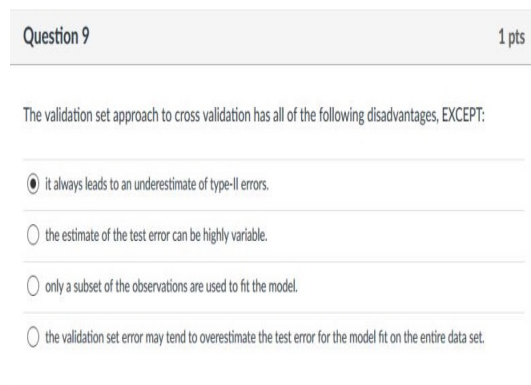 Question 9
1 pts
The validation set approach to cross validation has all of the following disadvantages, EXCEPT:
it always leads to an underestimate of type-II errors.
the estimate of the test error can be highly variable.
only a subset of the observations are used to fit the model.
the validation set error may tend to overestimate the test error for the model fit on the entire data set.